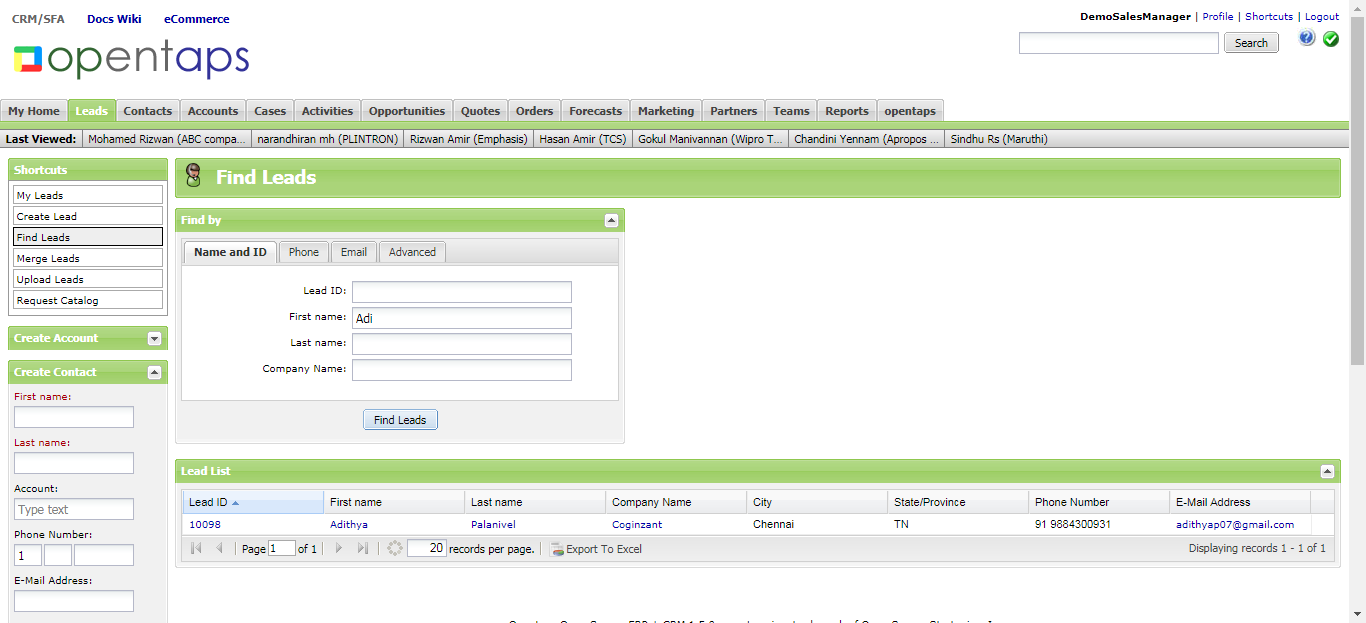 CRM/SFA Docs Wiki eCommerce
DemoSalesManager | Profile | Shortcuts | Logout
opentaps
Search
My Home Leads Contacts Accounts Cases Activities Opportunities Quotes Orders Forecasts Marketing Partners Teams Reports opentaps
Last Viewed: Mohamed Rizwan (ABC compa... narandhiran mh (PLINTRON) Rizwan Amir (Emphasis) Hasan Amir (TCS) Gokul Manivannan (Wipro T... Chandini Yennam (Apropos ... Sindhu Rs (Maruthi)
Shortcuts
My Leads
Create Lead
Find Leads
Merge Leads
Upload Leads
Request Catalog
Create Account
Create Contact
First name:
Last name:
Account:
Type text
Phone Number:
1
E-Mail Address:
Find Leads
Find by
Name and ID Phone Email Advanced
Lead ID:
First name: Adi
Last name:
Company Name:
Find Leads
Lead List
Lead ID First name Last name Company Name City State/Province Phone Number E-Mail Address
10098 Adithya Palanivel Coginzant Chennai TN 91 9884300931 adithyap07@gmail.com
Page 1 of 1 20 records per page. Export To Excel Displaying records 1 - 1 of 1